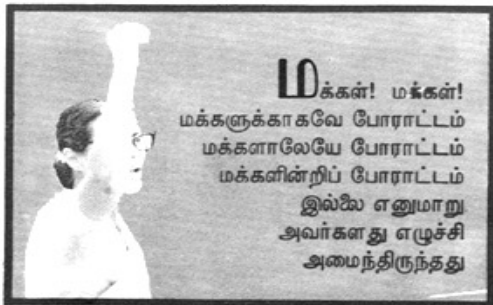 மக்கள்! மக்கள்!
மக்களுக்காகவே போராட்டம்
மக்களாலேயே போராட்டம்
மக்களின்றிப் போராட்டம்
இல்லை எனுமாறு
அவர்களது எழுச்சி
அமைந்திருந்தது